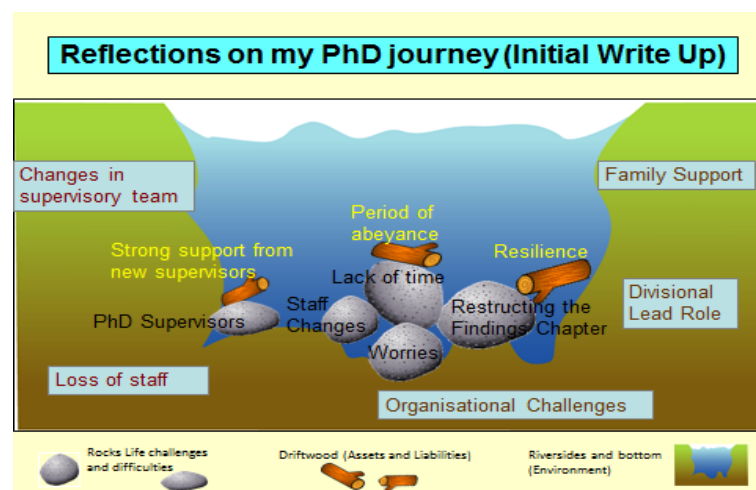 Reflections on my PhD journey (Initial Write Up)
Changes in
supervisory team
Family Support
Period of
abeyance
Strong support from
new supervisors
Resilience
Lack of time
Divisional
Lead Role
PhD Supervisors
Staff
Changes
Restructing the
Findings Chapter
Worries
Loss of staff
Organisational Challenges
Rocks Life challenges
and difficulties
Driftwood (Assets and Liabilities)
Riversides and bottom
(Environment)